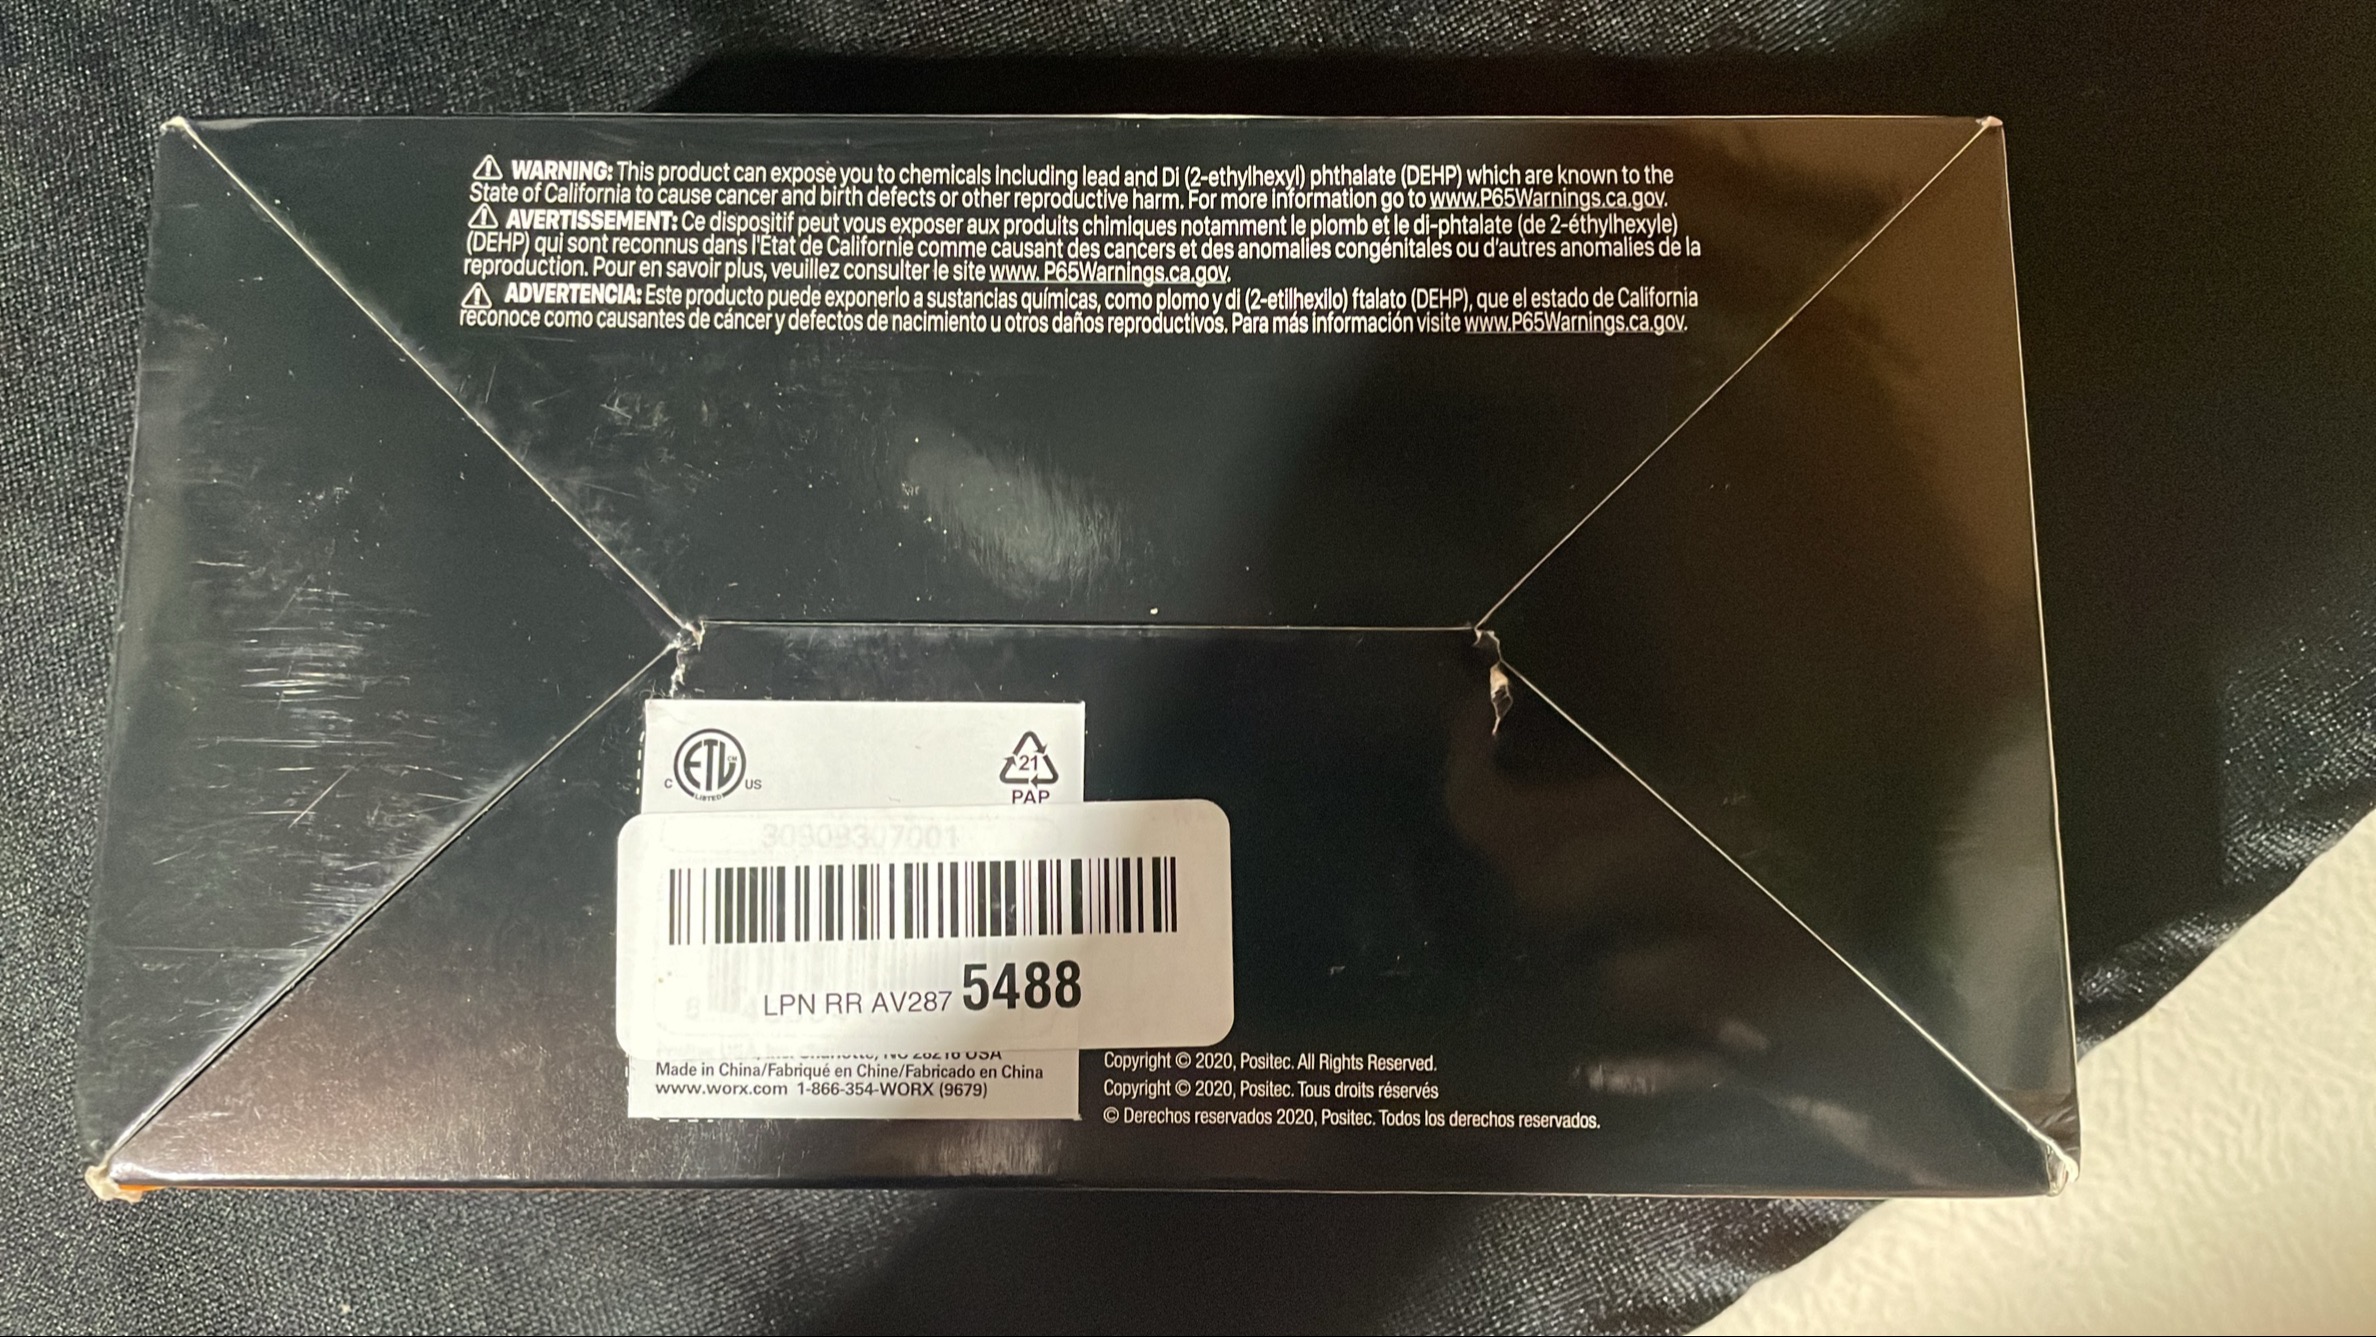 ⚠ WARNING: This product can expose you to chemicals including lead and Di (2-ethylhexyl) phthalate (DEHP) which are known to the
State of California to cause cancer and birth defects or other reproductive harm. For more information go to www.P65Warnings.ca.gov.
⚠ AVERTISSEMENT: Ce dispositif peut vous exposer aux produits chimiques notamment le plomb et le di-phtalate (de 2-éthylhexyle)
(DEHP) qui sont reconnus dans l'État de Californie comme causant des cancers et des anomalies congénitales ou d'autres anomalies de la
reproduction. Pour en savoir plus, veuillez consulter le site www. P65Warnings.ca.gov.
⚠ ADVERTENCIA: Este producto puede exponerlo a sustancias químicas, como plomo y di (2-etilhexilo) ftalato (DEHP), que el estado de California
reconoce como causantes de cáncer y defectos de nacimiento u otros daños reproductivos. Para más información visite www.P65Warnings.ca.gov.
C ETL CM US
LISTED
21
PAP
30909307001
LPN RR AV287 5488
NC 28216 USA
Made in China/Fabriqué en Chine/Fabricado en China
www.worx.com 1-866-354-WORX (9679)
Copyright © 2020, Positec. All Rights Reserved.
Copyright © 2020, Positec. Tous droits réservés
© Derechos reservados 2020, Positec. Todos los derechos reservados.